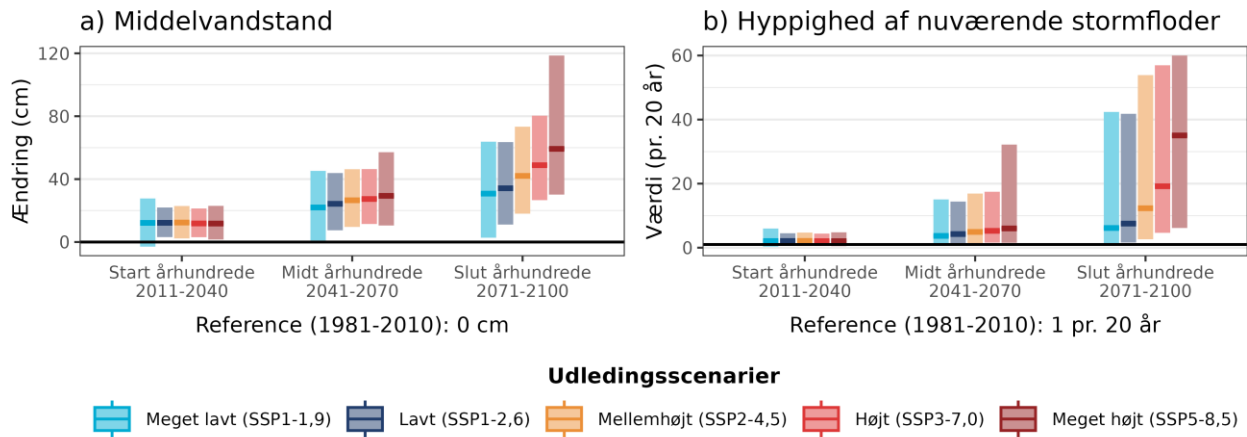 a) Middelvandstand
Ændring (cm)
120
80
40
0
Start århundrede
2011-2040
Midt århundrede
2041-2070
Slut århundrede
2071-2100
Reference (1981-2010): 0 cm
b) Hyppighed af nuværende stormfloder
Værdi (pr. 20 år)
60
40
20
0
Start århundrede
2011-2040
Midt århundrede
2041-2070
Slut århundrede
2071-2100
Reference (1981-2010): 1 pr. 20 år
Udledingsscenarier
Meget lavt (SSP1-1,9)
Lavt (SSP1-2,6)
Mellemhøjt (SSP2-4,5)
Højt (SSP3-7,0)
Meget højt (SSP5-8,5)